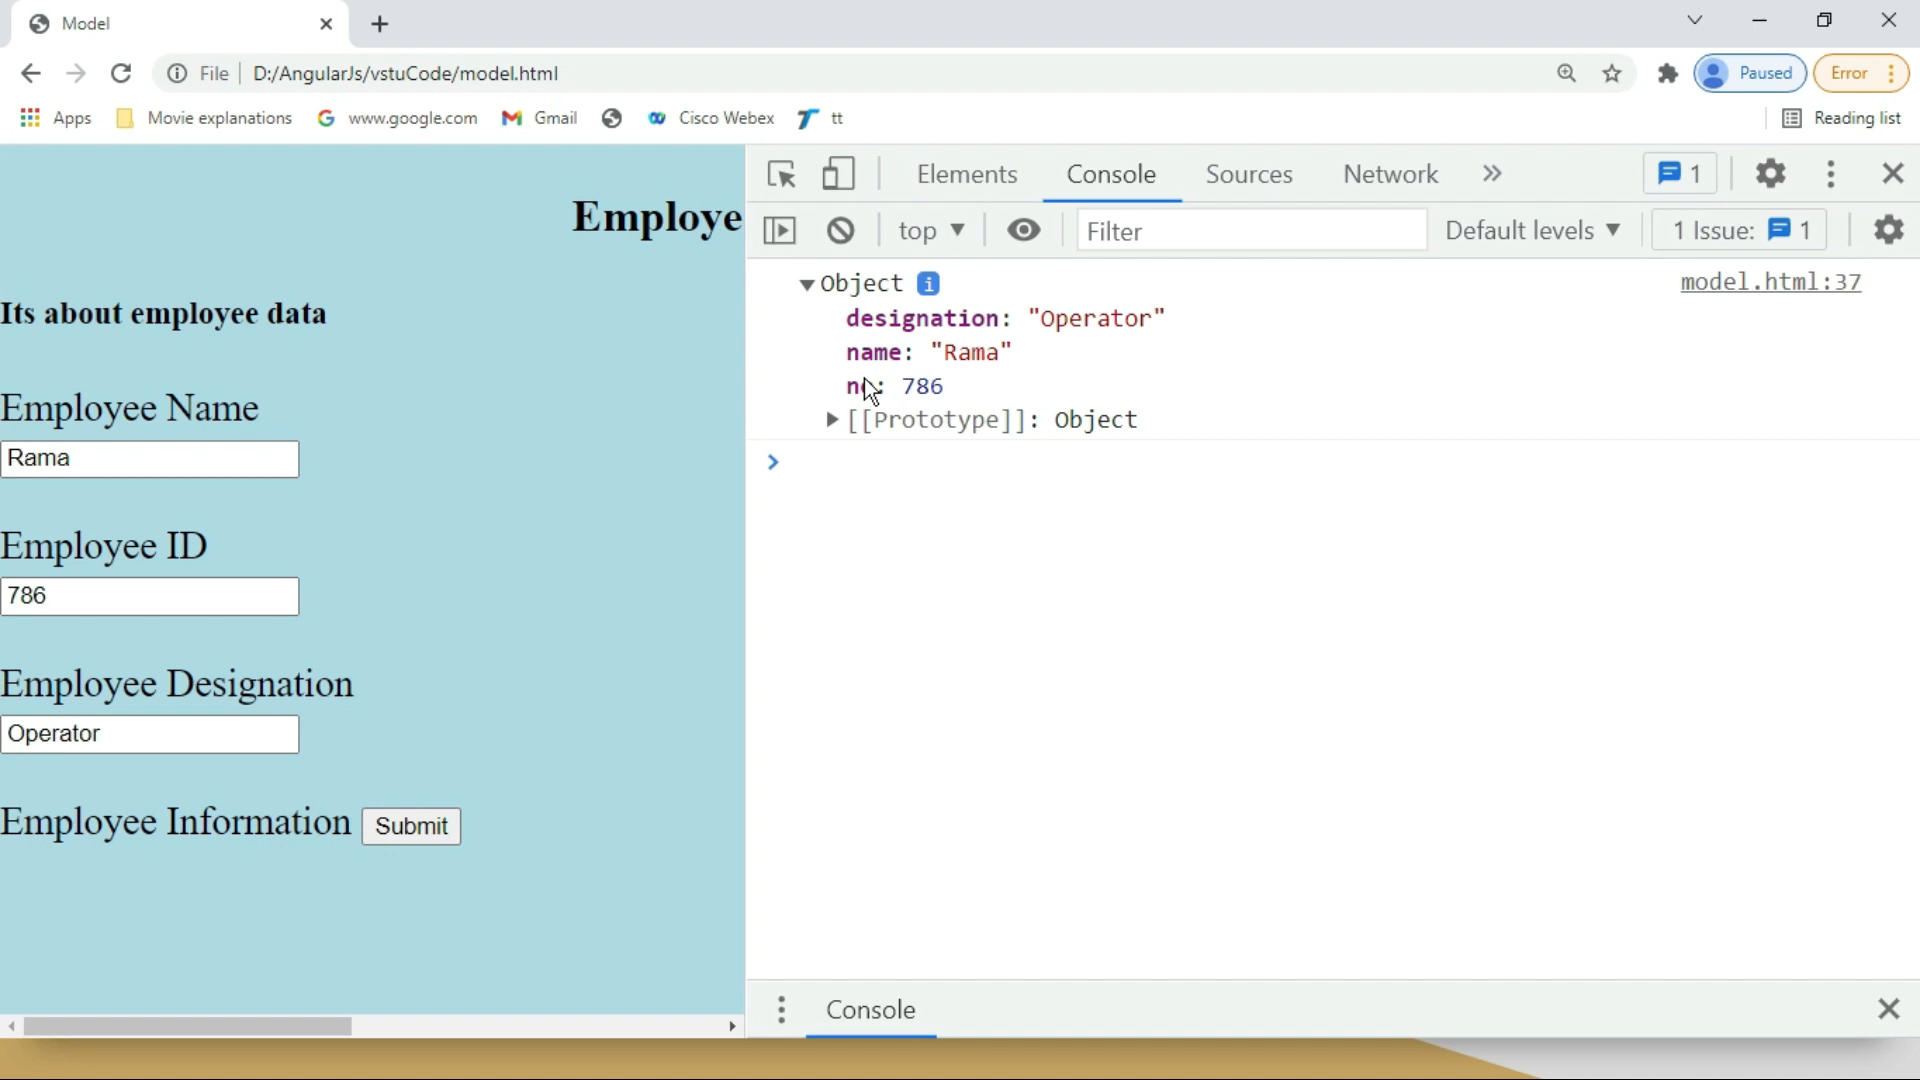 Model
File
D:/AngularJs/vstuCode/model.html
Paused
Error
Apps
Movie explanations
www.google.com
Gmail
Cisco Webex
tt
Reading list
Employe
Its about employee data
Employee Name
Rama
Employee ID
786
Employee Designation
Operator
Employee Information Submit
Elements
Console
Sources
Network
1
top
Filter
Default levels
1 Issue: 1
Object
model.html:37
designation: "Operator"
name: "Rama"
786
[[Prototype]]: Object
Console